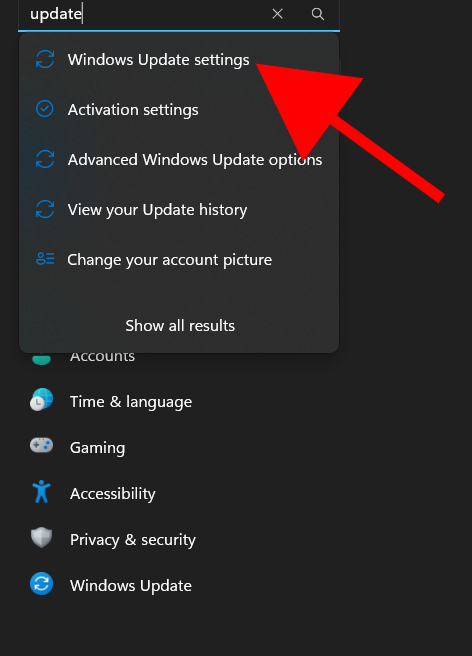 update
Windows Update settings
Activation settings
Advanced Windows Update options
View your Update history
Change your account picture
Show all results
Accounts
Time & language
Gaming
Accessibility
Privacy & security
Windows Update